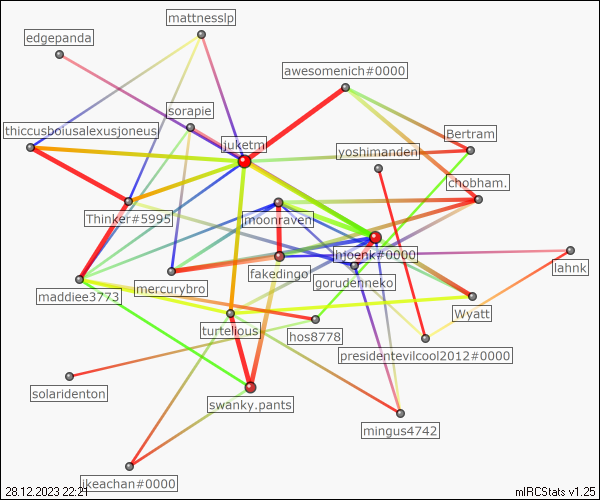 mattnesslp
edgepanda
awesomenich#0000
sorapie
thiccusboiusalexusjoneus
juketm
Bertram
yoshimanden
chobham.
Thinker#5995
moonraven
hjoenk#0000
lahnk
fakedingo
gorudenneko
maddiee3773
mercurybro
Wyatt
turtelious
hos8778
presidentevilcool2012#0000
solaridenton
swanky.pants
mingus4742
ikeachan#0000
28.12.2023 22:21
mIRCStats v1.25